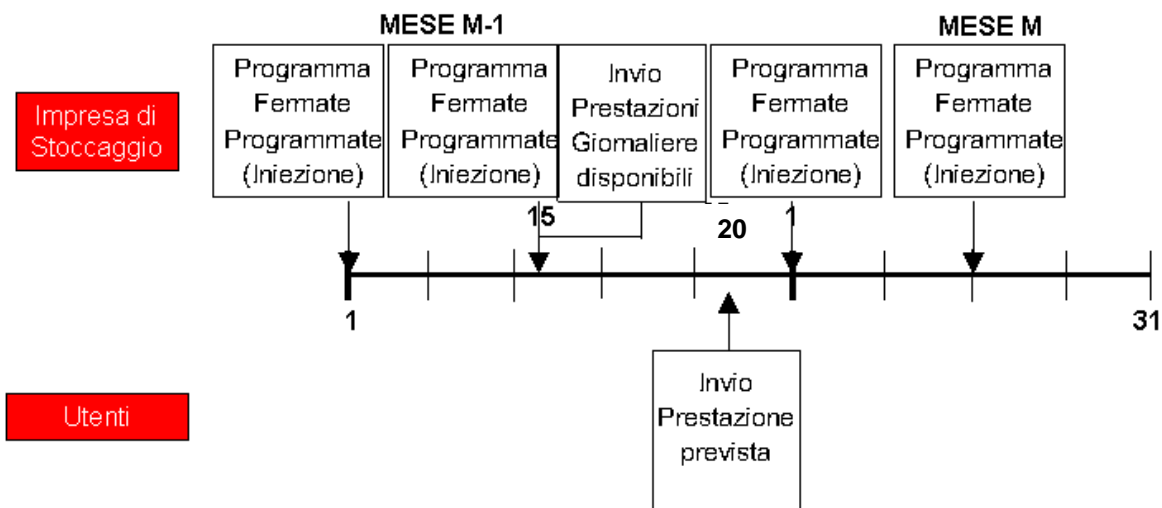 MESE M-1
MESE M
Impresa di
Stoccaggio
Programma
Fermate
Programmate
(Iniezione)
Programma
Fermate
Programmate
(Iniezione)
Invio
Prestazioni
Giornaliere
disponibili
Programma
Fermate
Programmate
(Iniezione)
Programma
Fermate
Programmate
(Iniezione)
15
20
1
1
31
Utenti
Invio
Prestazione
prevista